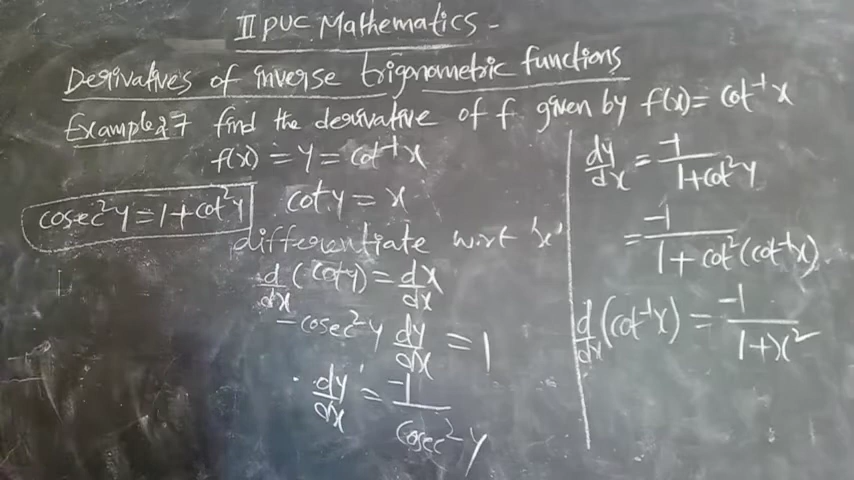 II PUC Mathematics -
Derivatives of inverse trignometric functions
Example 27 find the derivative of f given by f(x) = cot⁻¹x
f(x) = y = cot⁻¹x
cosec²y = 1 + cot²y
cot y = x
differentiate w.r.t 'x'
d/dx (cot y) = dx/dx
-cosec²y dy/dx = 1
dy/dx = -1/cosec²y
dy/dx = -1/1+cot²y
= -1/1+cot²(cot⁻¹x)
d/dx (cot⁻¹x) = -1/1+x²